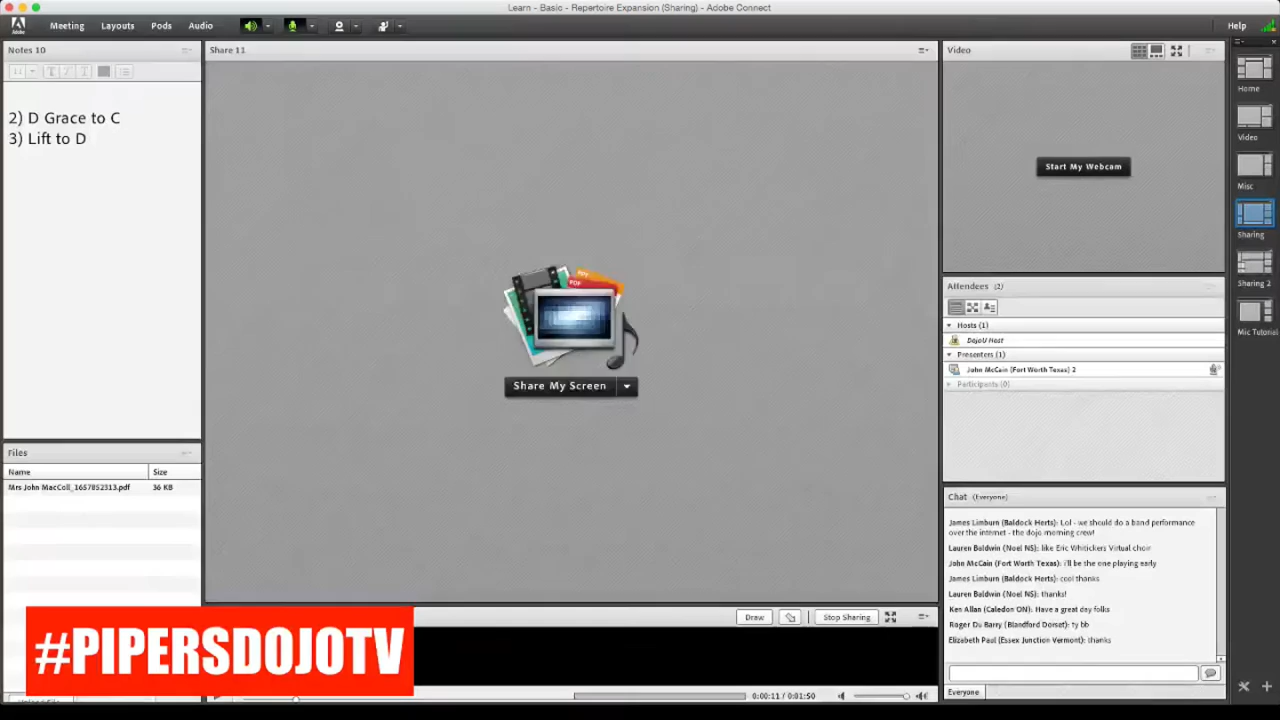 Learn - Basic - Repertoire Expansion (Sharing) - Adobe Connect
Adobe
Meeting Layouts Pods Audio
Help
Notes 10
2) D Grace to C
3) Lift to D
Files
Name Size
Mrs John MacColl_1657852313.pdf 36 KB
#PIPERSDOJOTV
Share 11
PDF
Share My Screen
Draw
Stop Sharing
0:00:11 / 0:01:50
Video
Start My Webcam
Attendees (2)
Hosts (1)
DojoU Host
Presenters (1)
John McCain (Fort Worth Texas) 2
Participants (0)
Chat (Everyone)
James Limburn (Baldock Herts): Lol - we should do a band performance
over the internet - the dojo morning crew!
Lauren Baldwin (Noel NS): like Eric Whitickers Virtual choir
John McCain (Fort Worth Texas): i'll be the one playing early
James Limburn (Baldock Herts): cool thanks
Lauren Baldwin (Noel NS): thanks!
Ken Allan (Caledon ON): Have a great day folks
Roger Du Barry (Blandford Dorset): ty bb
Elizabeth Paul (Essex Junction Vermont): thanks
Everyone
Home
Video
Misc
Sharing
Sharing 2
Mic Tutorial